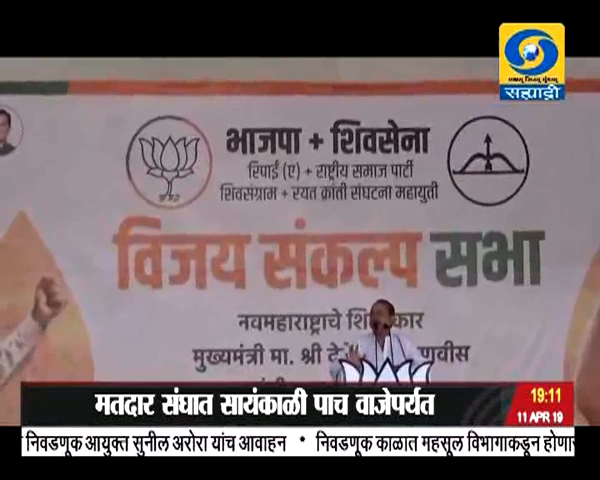 सह्याद्री
भाजपा + शिवसेना
रिपाई (ए) + राष्ट्रीय समाज पार्टी
शिवसंग्राम + रयत क्रांती संघटना महायुती
विजय संकल्प सभा
नवमहाराष्ट्राचे
मुख्यमंत्री मा. श्री
मतदार संघात सायंकाळी पाच वाजेपर्यंत
19:11
11 APR 19
निवडणूक आयुक्त सुनील अरोरा यांच आवाहन * निवडणूक काळात महसूल विभागाकडून होणार